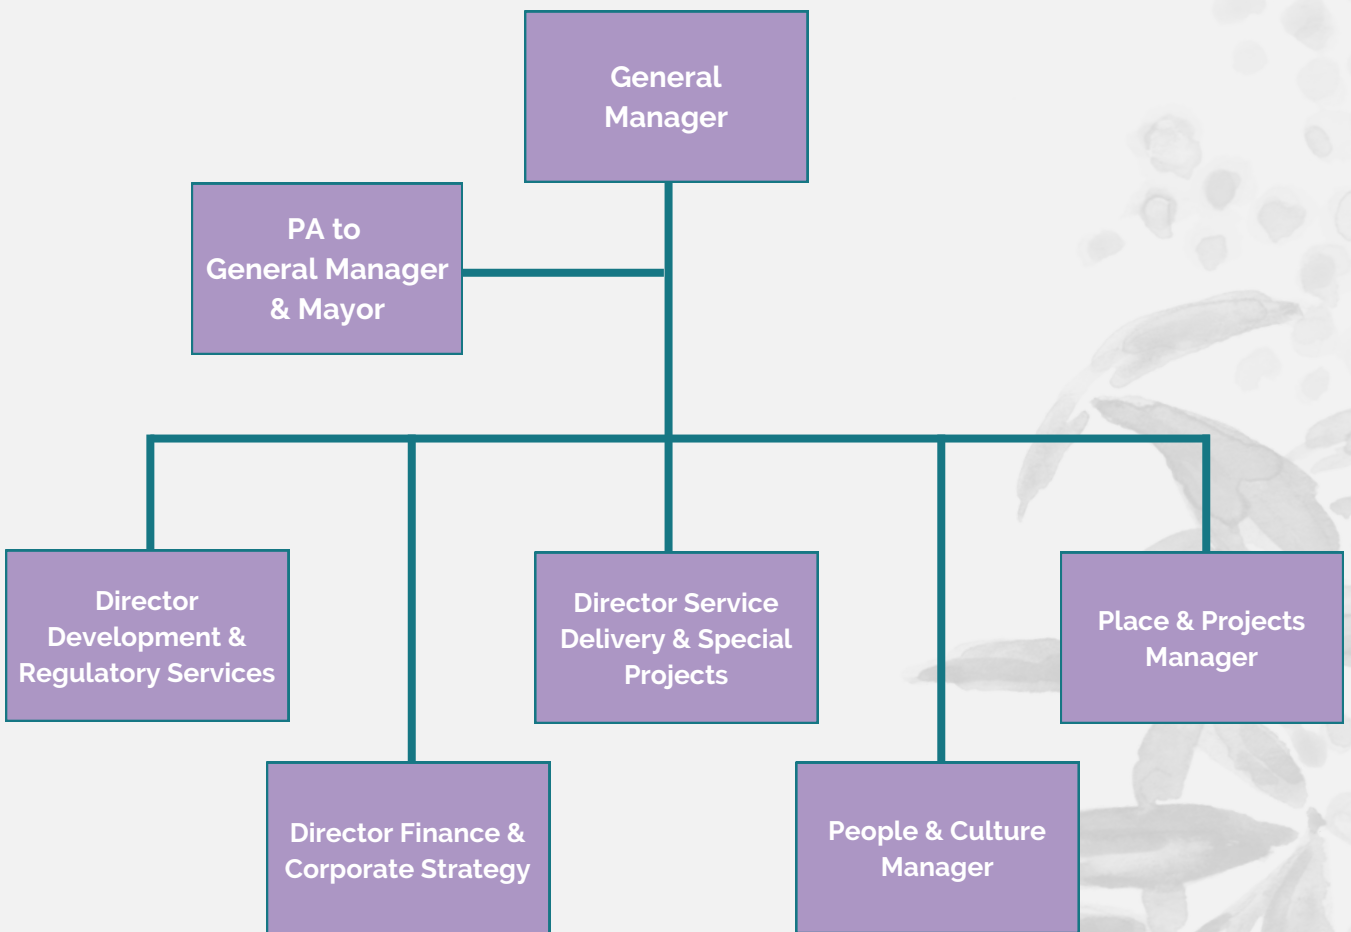 General
Manager
PA to
General Manager
& Mayor
Director
Development &
Regulatory Services
Director Service
Delivery & Special
Projects
Place & Projects
Manager
Director Finance &
Corporate Strategy
People & Culture
Manager